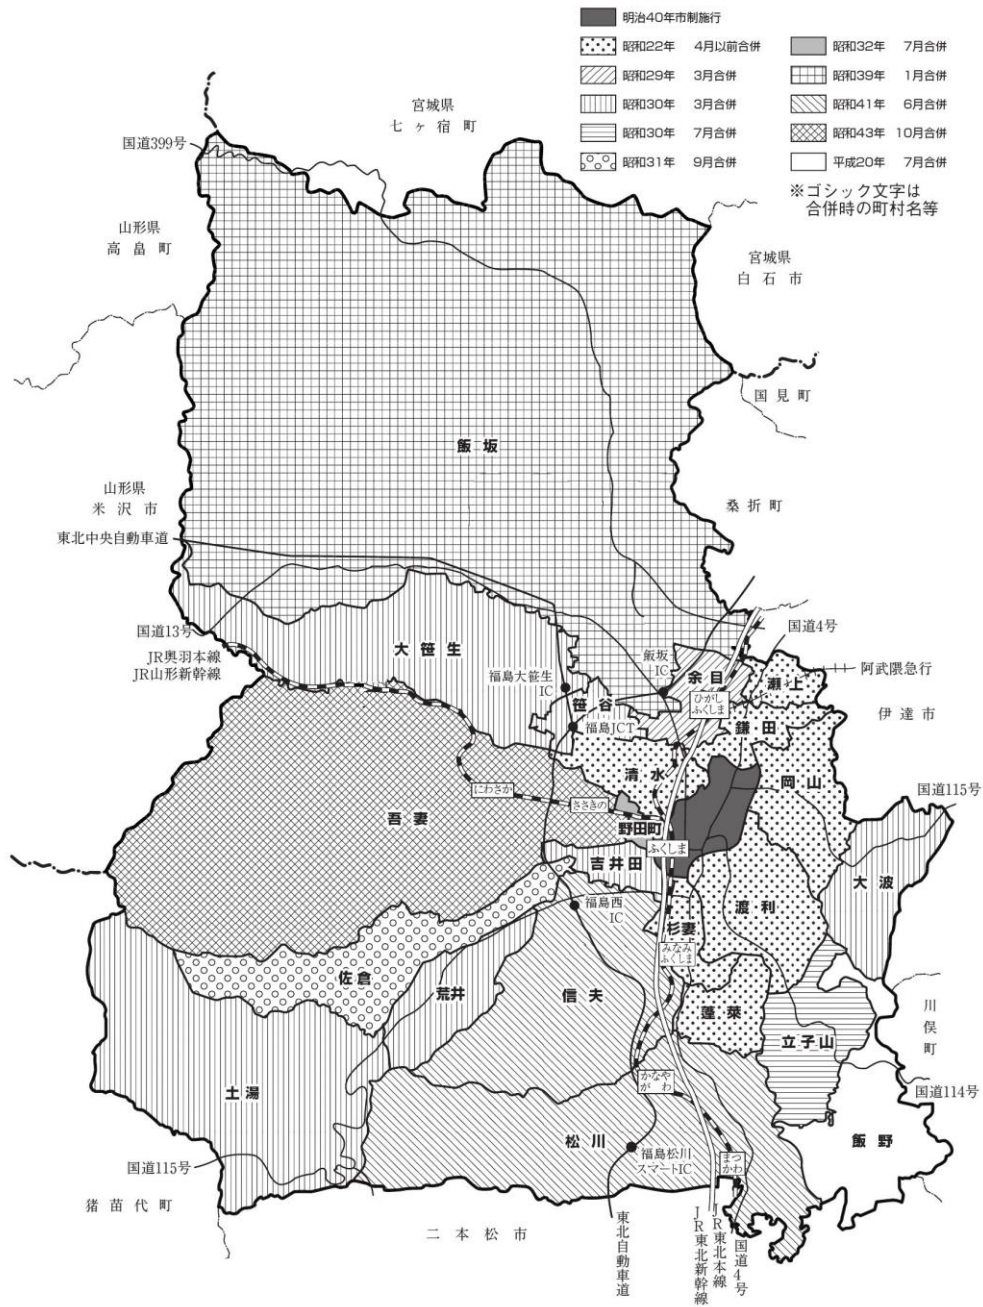 明治40年市制施行
昭和22年 4月以前合併
昭和29年 3月合併
昭和30年 3月合併
昭和30年 7月合併
昭和31年 9月合併
昭和32年 7月合併
昭和39年 1月合併
昭和41年 6月合併
昭和43年 10月合併
平成20年 7月合併
※ゴシック文字は
合併時の町村名等
宮城県
七ヶ宿町
国道399号
山形県
高畠町
宮城県
白石市
国見町
飯坂
山形県
米沢市
桑折町
東北中央自動車道
国道13号
JR奥羽本線
JR山形新幹線
大笹生
国道4号
飯坂
IC
余目
瀬上
阿武隈急行
福島大笹生
IC
笹谷
ひがし
ふくしま
伊達市
福島JCT
鎌田
清水
岡山
にわさか
ささきの
国道115号
吾妻
野田町
ふくしま
吉井田
大波
福島西
IC
渡利
杉妻
みなみ
ふくしま
佐倉
荒井
信夫
蓬萊
川俣町
立子山
かなや
がわ
国道114号
土湯
松川
飯野
福島松川
スマートIC
まつ
かわ
国道115号
猪苗代町
二本松市
東北自動車道
JR東北新幹線
JR東北本線
国道4号